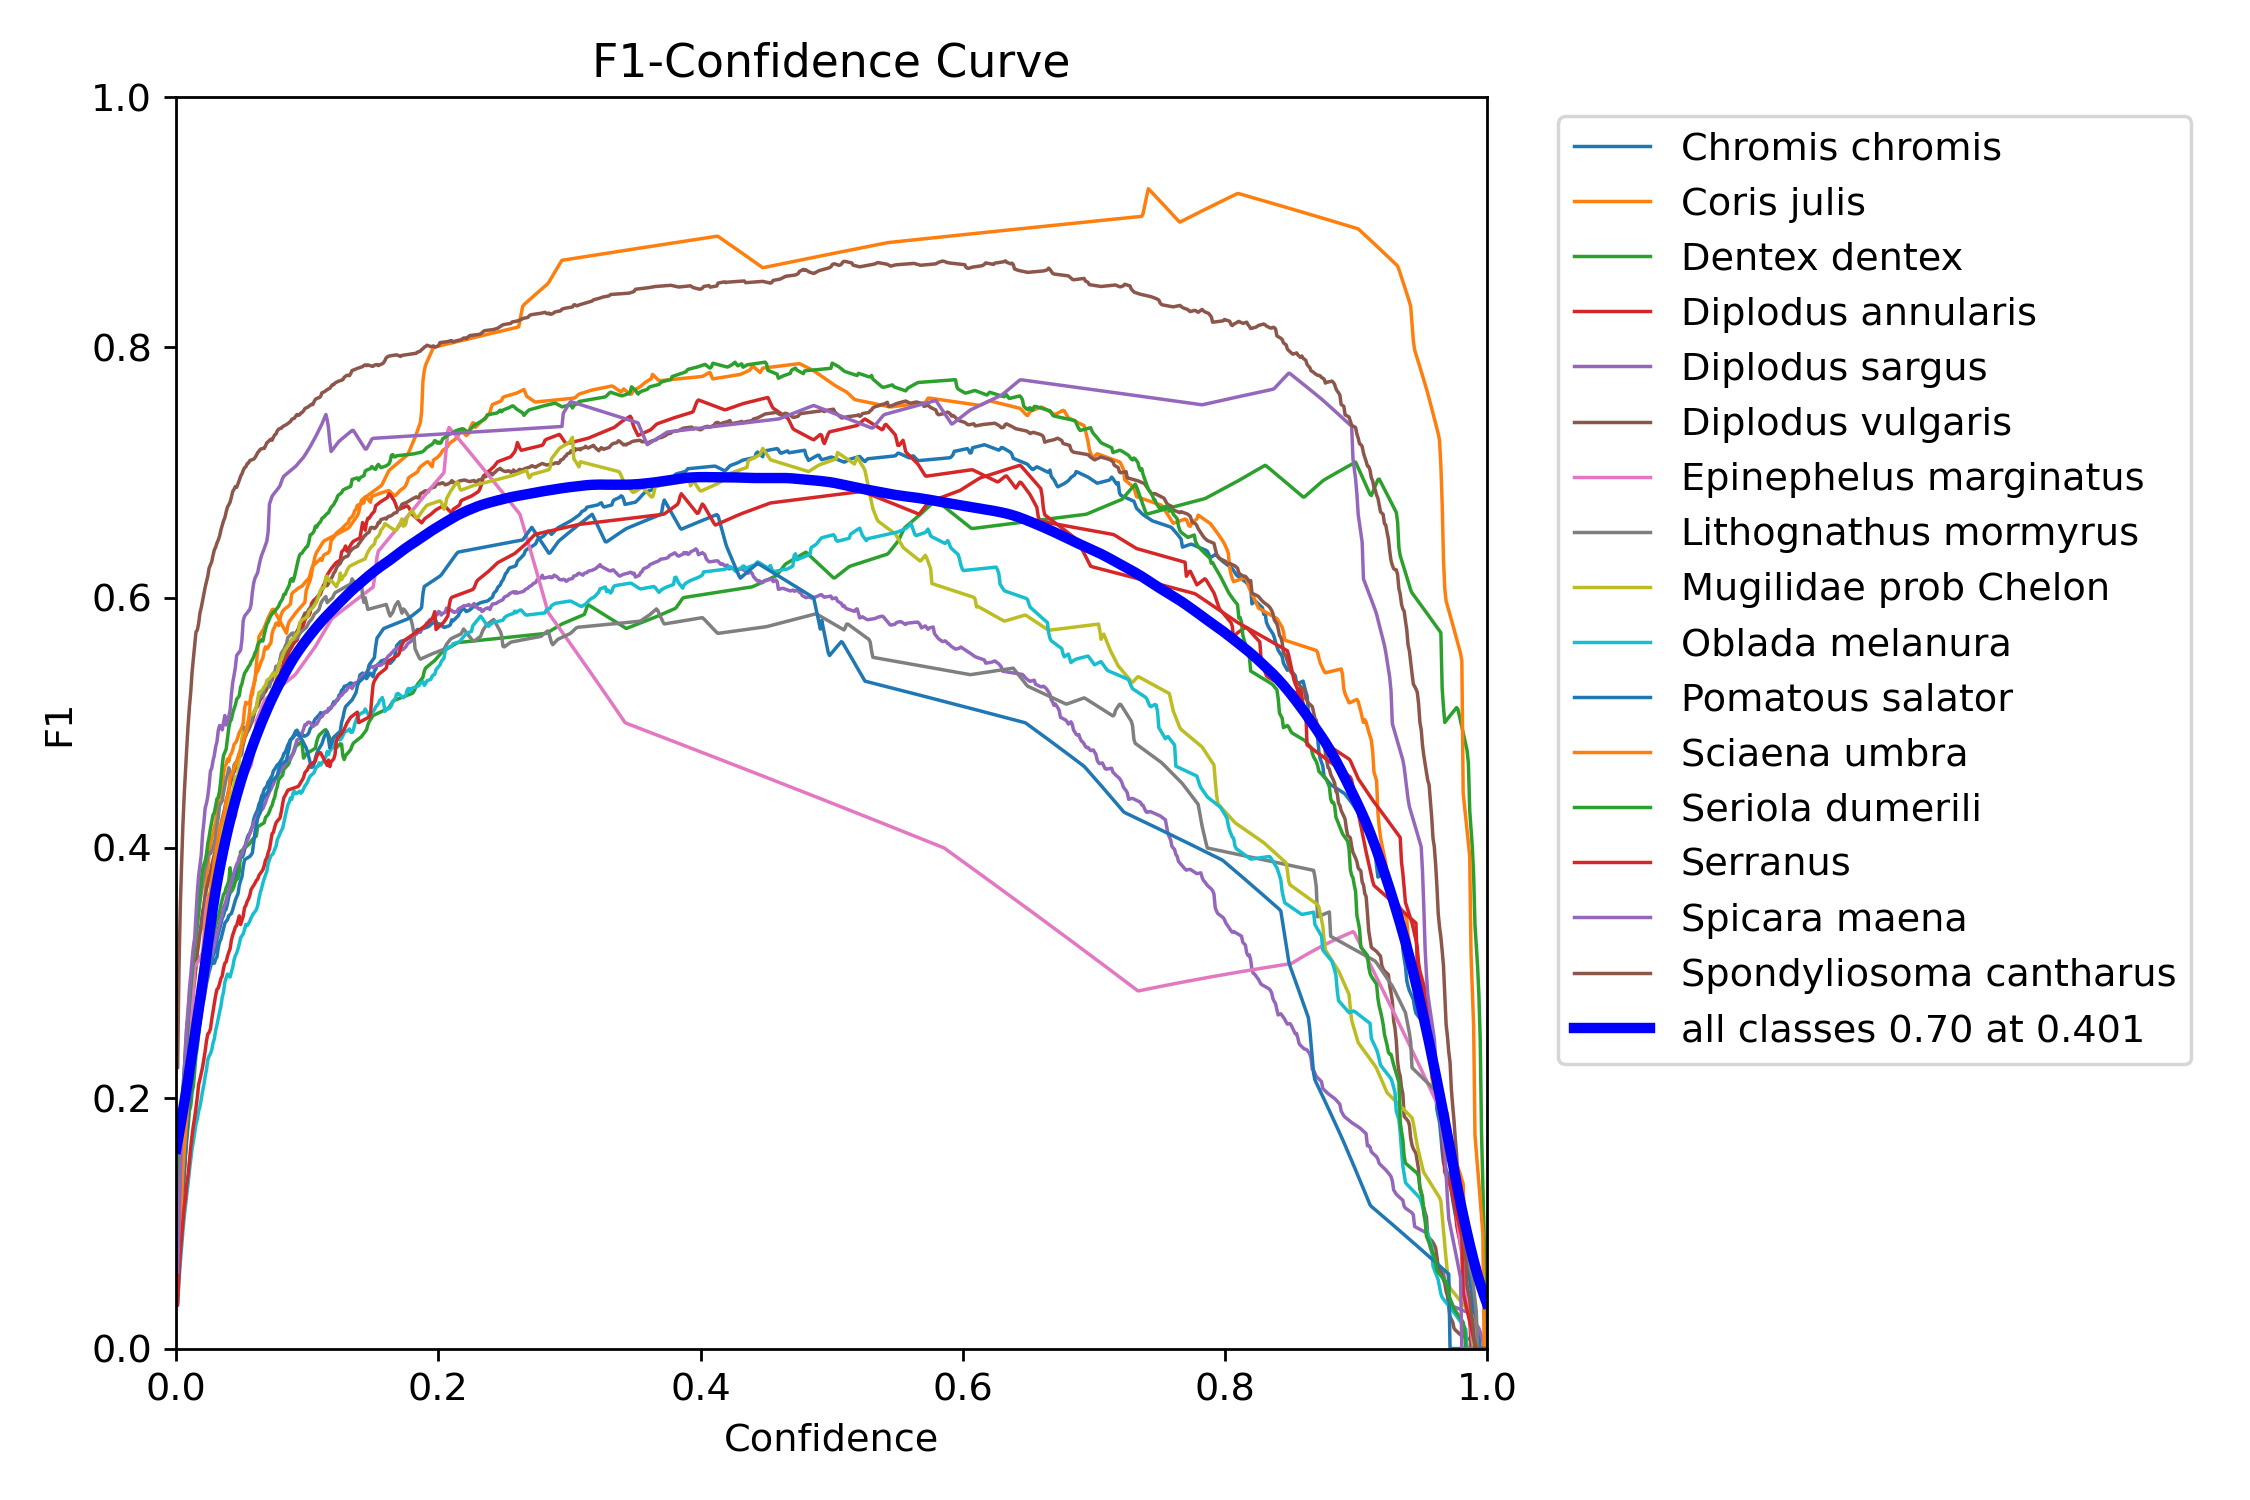 F1-Confidence Curve
1.0
0.8
0.6
0.4
0.2
0.0
F1
0.0 0.2 0.4 0.6 0.8 1.0
Confidence
Chromis chromis
Coris julis
Dentex dentex
Diplodus annularis
Diplodus sargus
Diplodus vulgaris
Epinephelus marginatus
Lithognathus mormyrus
Mugilidae prob Chelon
Oblada melanura
Pomatous salator
Sciaena umbra
Seriola dumerili
Serranus
Spicara maena
Spondyliosoma cantharus
all classes 0.70 at 0.401